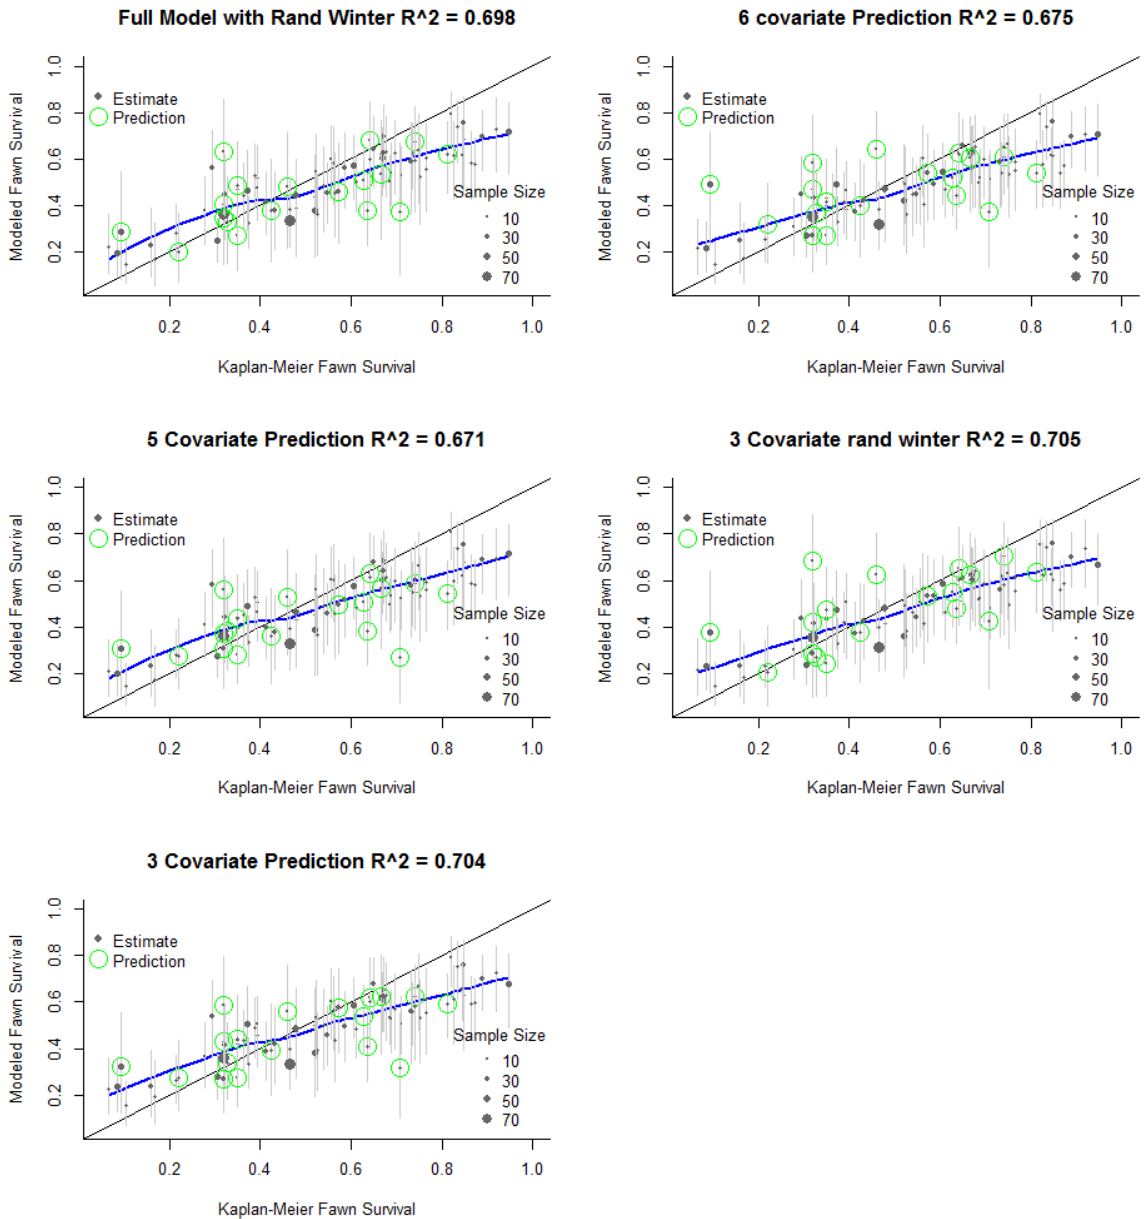 Full Model with Rand Winter R^2 = 0.698
Modeled Fawn Survival
1.0
0.8
0.6
0.4
0.2
Estimate
Prediction
Sample Size
10
30
50
70
0.2 0.4 0.6 0.8 1.0
Kaplan-Meier Fawn Survival
6 covariate Prediction R^2 = 0.675
Modeled Fawn Survival
1.0
0.8
0.6
0.4
0.2
Estimate
Prediction
Sample Size
10
30
50
70
0.2 0.4 0.6 0.8 1.0
Kaplan-Meier Fawn Survival
5 Covariate Prediction R^2 = 0.671
Modeled Fawn Survival
1.0
0.8
0.6
0.4
0.2
Estimate
Prediction
Sample Size
10
30
50
70
0.2 0.4 0.6 0.8 1.0
Kaplan-Meier Fawn Survival
3 Covariate rand winter R^2 = 0.705
Modeled Fawn Survival
1.0
0.8
0.6
0.4
0.2
Estimate
Prediction
Sample Size
10
30
50
70
0.2 0.4 0.6 0.8 1.0
Kaplan-Meier Fawn Survival
3 Covariate Prediction R^2 = 0.704
Modeled Fawn Survival
1.0
0.8
0.6
0.4
0.2
Estimate
Prediction
Sample Size
10
30
50
70
0.2 0.4 0.6 0.8 1.0
Kaplan-Meier Fawn Survival